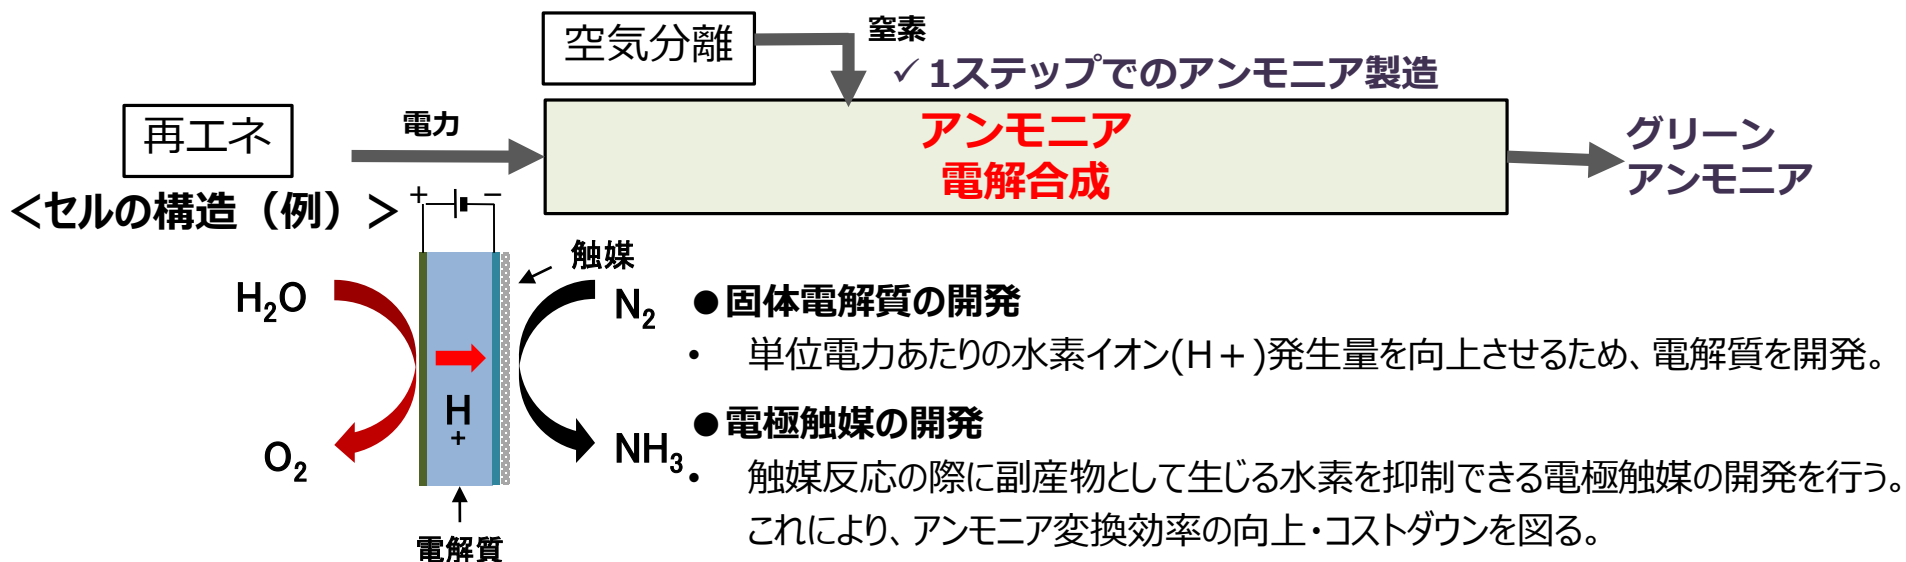 空気分離
窒素
✓1ステップでのアンモニア製造
再エネ
電力
アンモニア
電解合成
グリーン
アンモニア
<セルの構造（例）>
+ −
触媒
H₂O
N₂
H
+
O₂
NH₃
電解質
●固体電解質の開発
• 単位電力あたりの水素イオン(H＋)発生量を向上させるため、電解質を開発。
●電極触媒の開発
• 触媒反応の際に副産物として生じる水素を抑制できる電極触媒の開発を行う。
これにより、アンモニア変換効率の向上・コストダウンを図る。